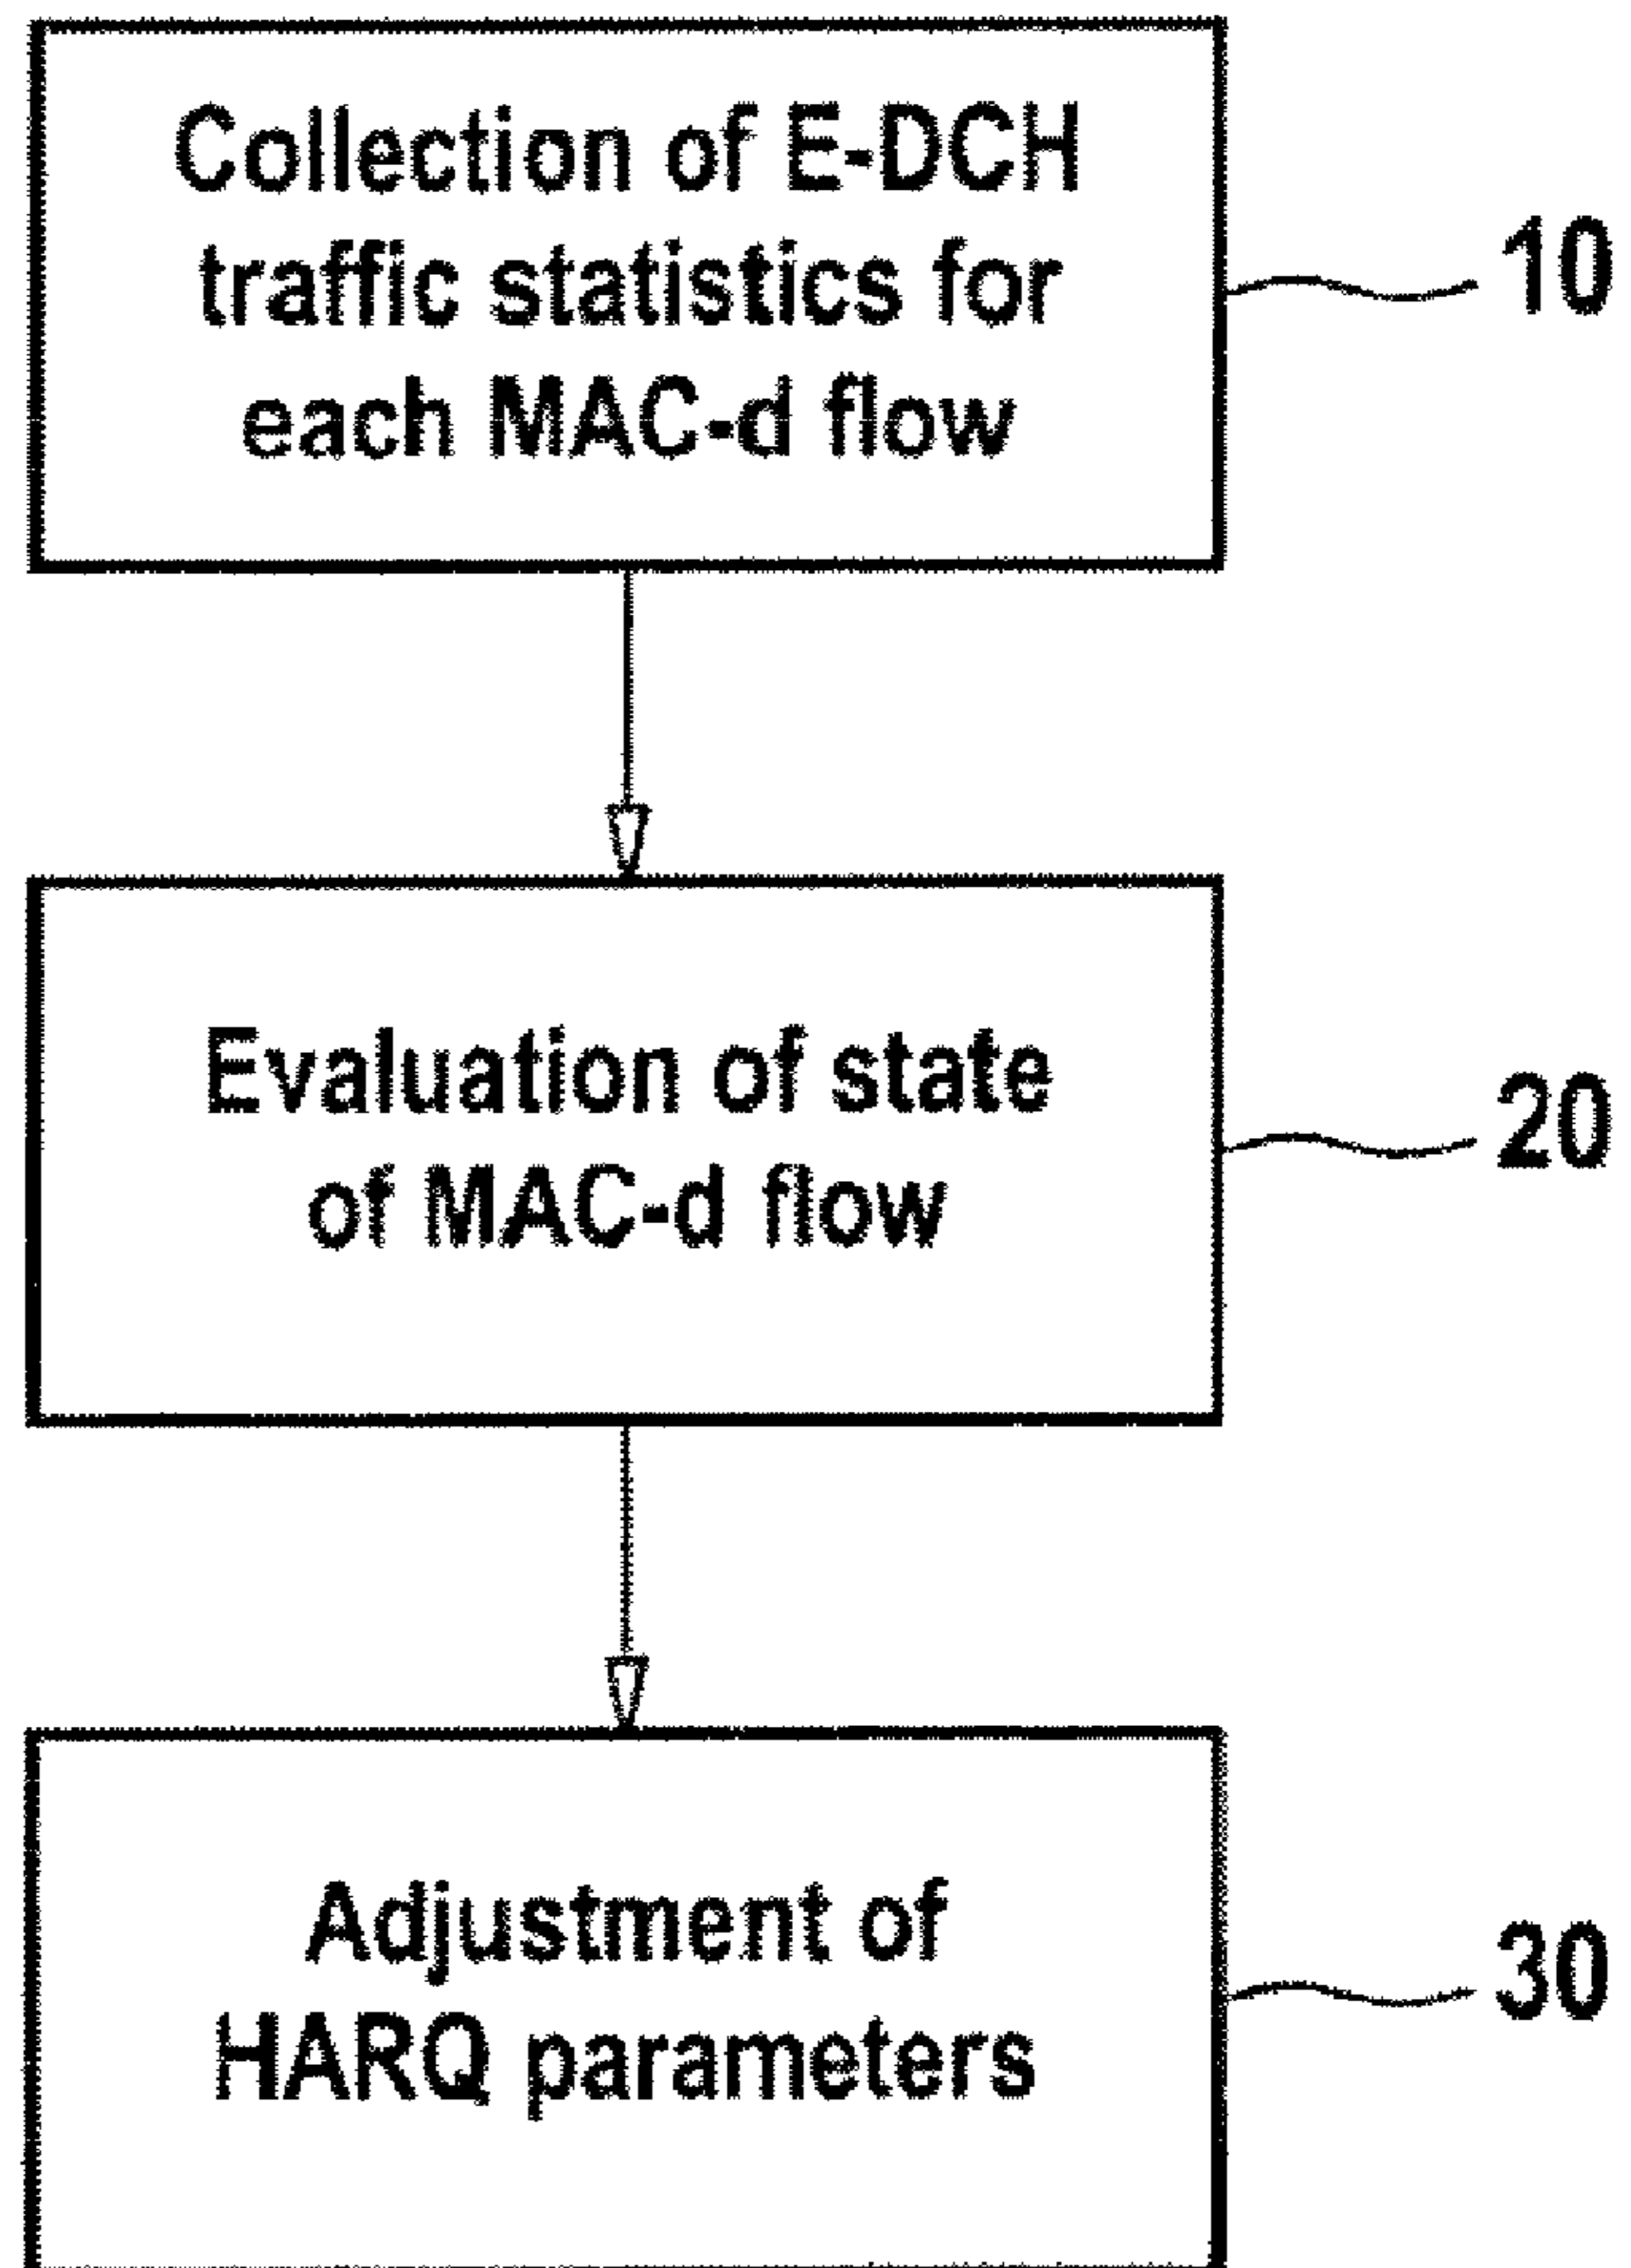 Collection of E-DCH
traffic statistics for
each MAC-d flow
10
Evaluation of state
of MAC-d flow
20
Adjustment of
HARQ parameters
30